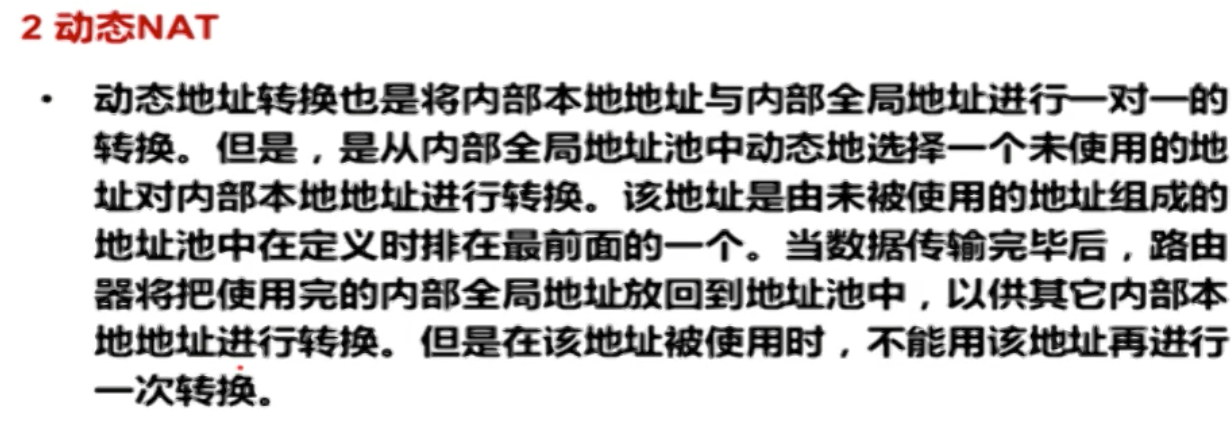 2 动态NAT
• 动态地址转换也是将内部本地地址与内部全局地址进行一对一的
转换。但是，是从内部全局地址池中动态地选择一个未使用的地
址对内部本地地址进行转换。该地址是由未被使用的地址组成的
地址池中在定义时排在最前面的一个。当数据传输完毕后，路由
器将把使用完的内部全局地址放回到地址池中，以供其它内部本
地地址进行转换。但是在该地址被使用时，不能用该地址再进行
一次转换。